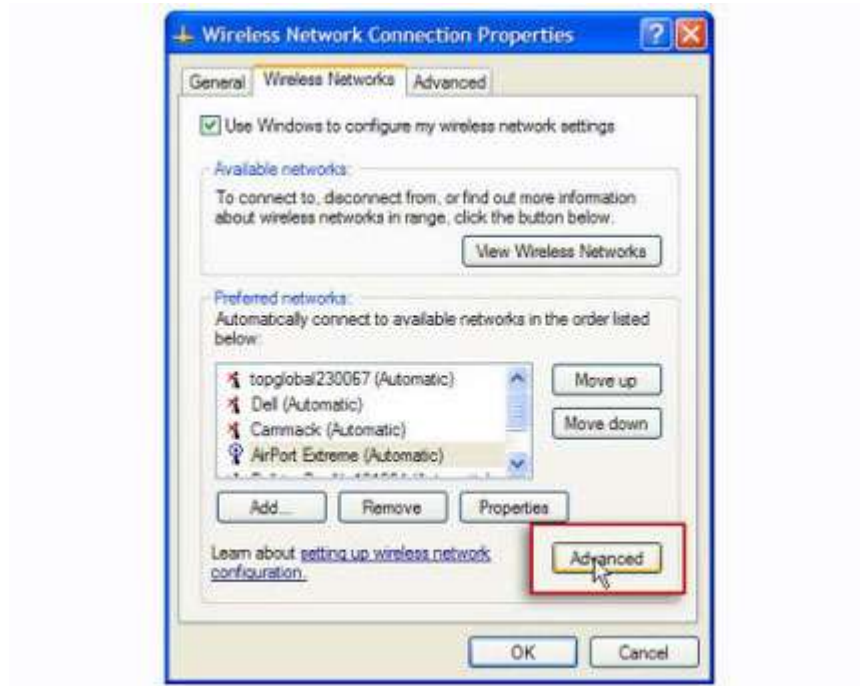 Wireless Network Connection Properties
General Wireless Networks Advanced
Use Windows to configure my wireless network settings
Available networks:
To connect to, disconnect from, or find out more information
about wireless networks in range, click the button below.
View Wireless Networks
Preferred networks:
Automatically connect to available networks in the order listed
below:
topglobal230067 (Automatic)
Dell (Automatic)
Cammack (Automatic)
AirPort Extreme (Automatic)
Move up
Move down
Add... Remove Properties
Learn about setting up wireless network
configuration.
Advanced
OK Cancel